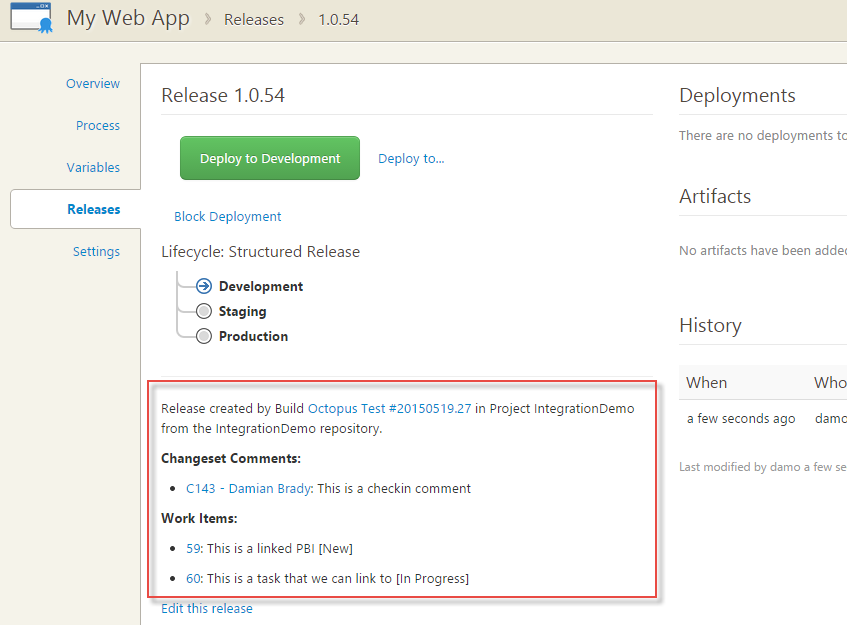 My Web App » Releases » 1.0.54
Overview
Process
Variables
Releases
Settings
Release 1.0.54
Deploy to Development
Deploy to...
Block Deployment
Lifecycle: Structured Release
Development
Staging
Production
Release created by Build Octopus Test #20150519.27 in Project IntegrationDemo
from the IntegrationDemo repository.
Changeset Comments:
• C143 - Damian Brady: This is a checkin comment
Work Items:
• 59: This is a linked PBI [New]
• 60: This is a task that we can link to [In Progress]
Edit this release
Deployments
There are no deployments to
Artifacts
No artifacts have been added
History
When Who
a few seconds ago damo
Last modified by damo a few se